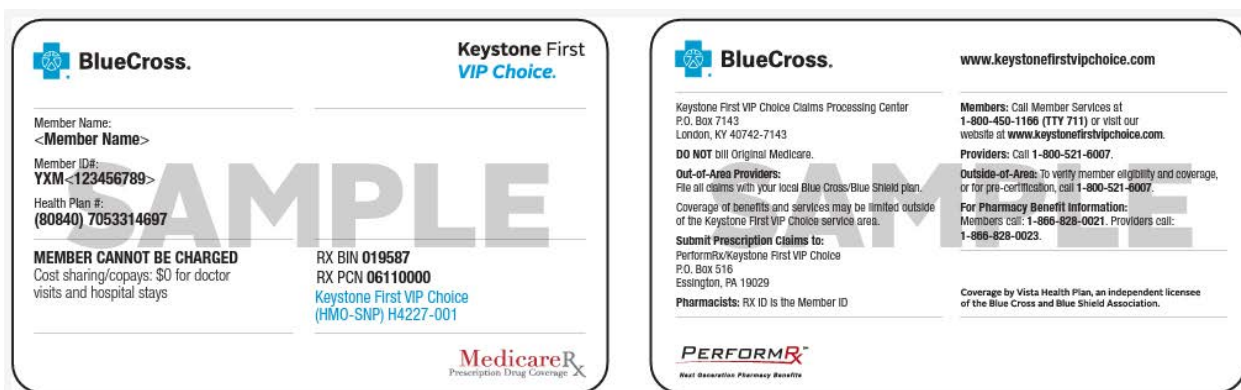 BlueCross.
Keystone First
VIP Choice.
Member Name:
<Member Name>
Member ID#:
YXM<123456789>
Health Plan #:
(80840) 7053314697
SAMPLE
MEMBER CANNOT BE CHARGED
Cost sharing/copays: $0 for doctor
visits and hospital stays
RX BIN 019587
RX PCN 06110000
Keystone First VIP Choice
(HMO-SNP) H4227-001
MedicareRx
Prescription Drug Coverage
BlueCross.
www.keystonefirstvipchoice.com
Keystone First VIP Choice Claims Processing Center
P.O. Box 7143
London, KY 40742-7143
DO NOT bill Original Medicare.
Out-of-Area Providers:
File all claims with your local Blue Cross/Blue Shield plan.
Coverage of benefits and services may be limited outside
of the Keystone First VIP Choice service area.
Submit Prescription Claims to:
PerformRx/Keystone First VIP Choice
P.O. Box 516
Essington, PA 19029
Pharmacists: RX ID is the Member ID
Members: Call Member Services at
1-800-450-1166 (TTY 711) or visit our
website at www.keystonefirstvipchoice.com.
Providers: Call 1-800-521-6007.
Outside-of-Area: To verify member eligibility and coverage,
or for pre-certification, call 1-800-521-6007.
For Pharmacy Benefit Information:
Members call: 1-866-828-0021. Providers call:
1-866-828-0023.
SAMPLE
Coverage by Vista Health Plan, an independent licensee
of the Blue Cross and Blue Shield Association.
PERFORMRx™
Next Generation Pharmacy Benefits